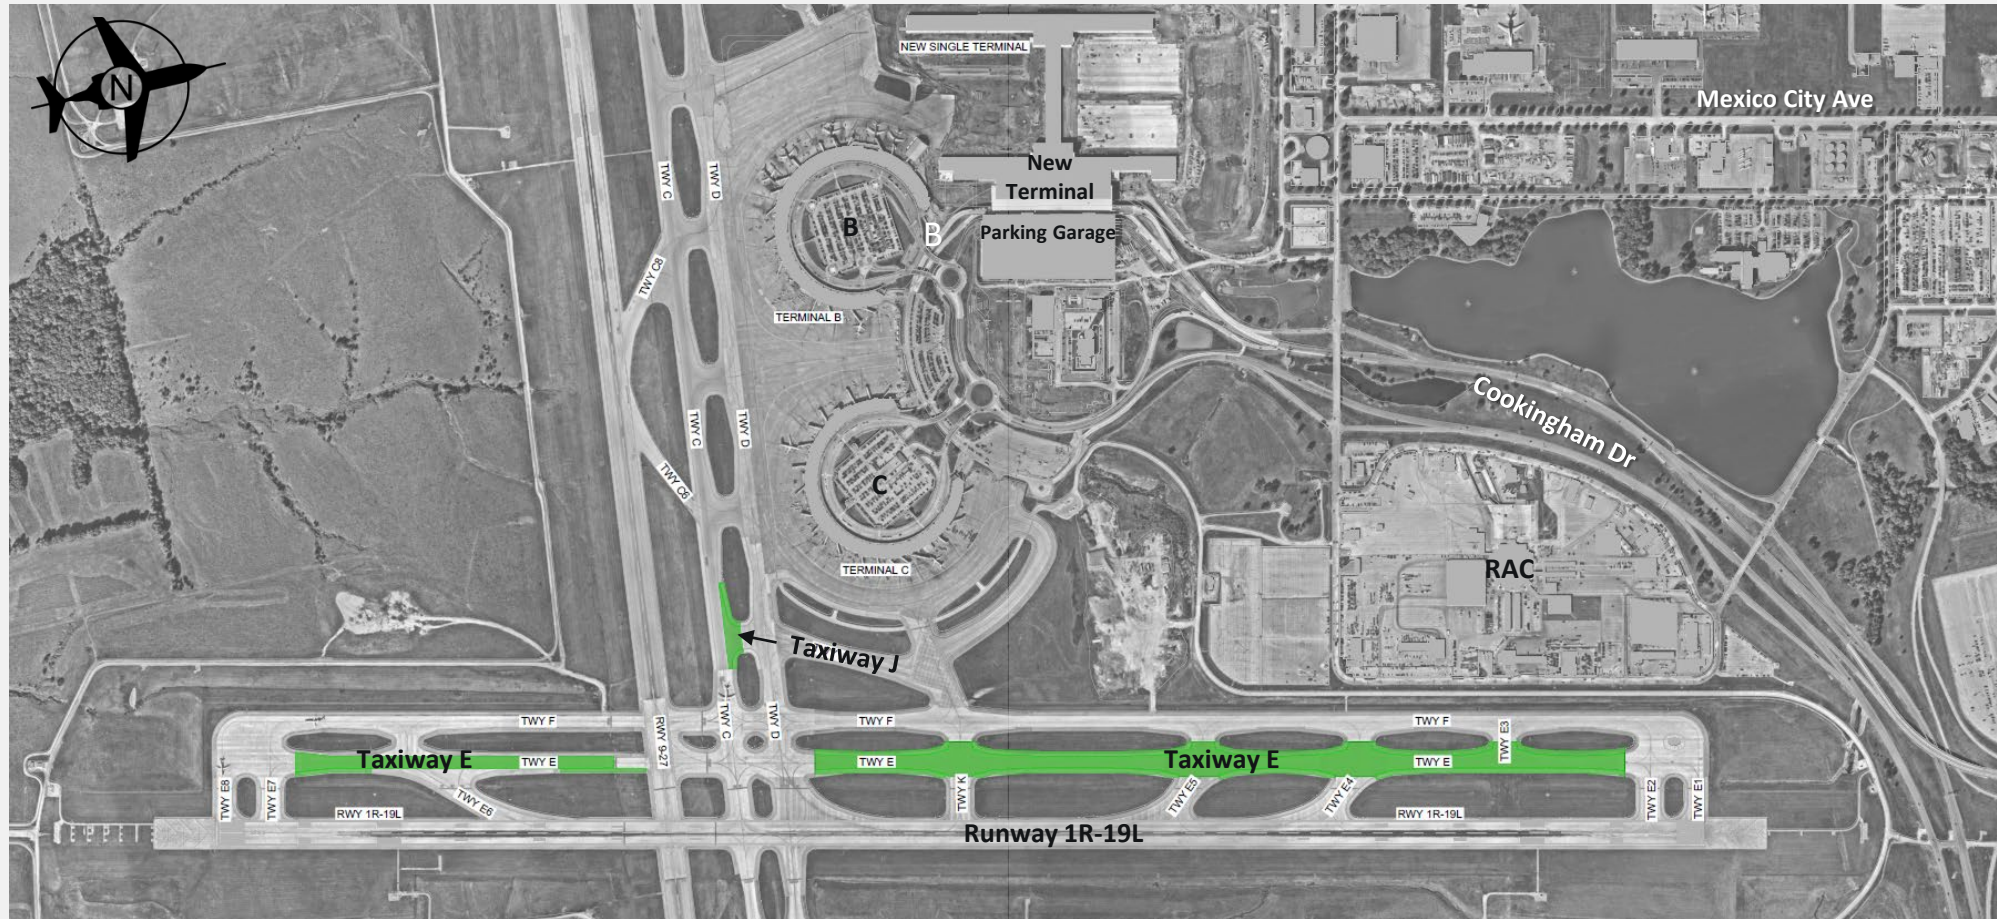 N
NEW SINGLE TERMINAL
Mexico City Ave
New
Terminal
Parking Garage
TWY C
TWY D
B
B
TWY C8
TERMINAL B
Cookingham Dr
TWY C
TWY D
TWY C6
C
TERMINAL C
RAC
Taxiway J
TWY F
RWY 9-27
TWY C
TWY D
TWY F
TWY F
TWY E3
Taxiway E
TWY E
TWY E
Taxiway E
TWY E
TWY E8
TWY E7
TWY E6
TWY K
TWY E5
TWY E4
TWY E2
TWY E1
RWY 1R-19L
RWY 1R-19L
Runway 1R-19L